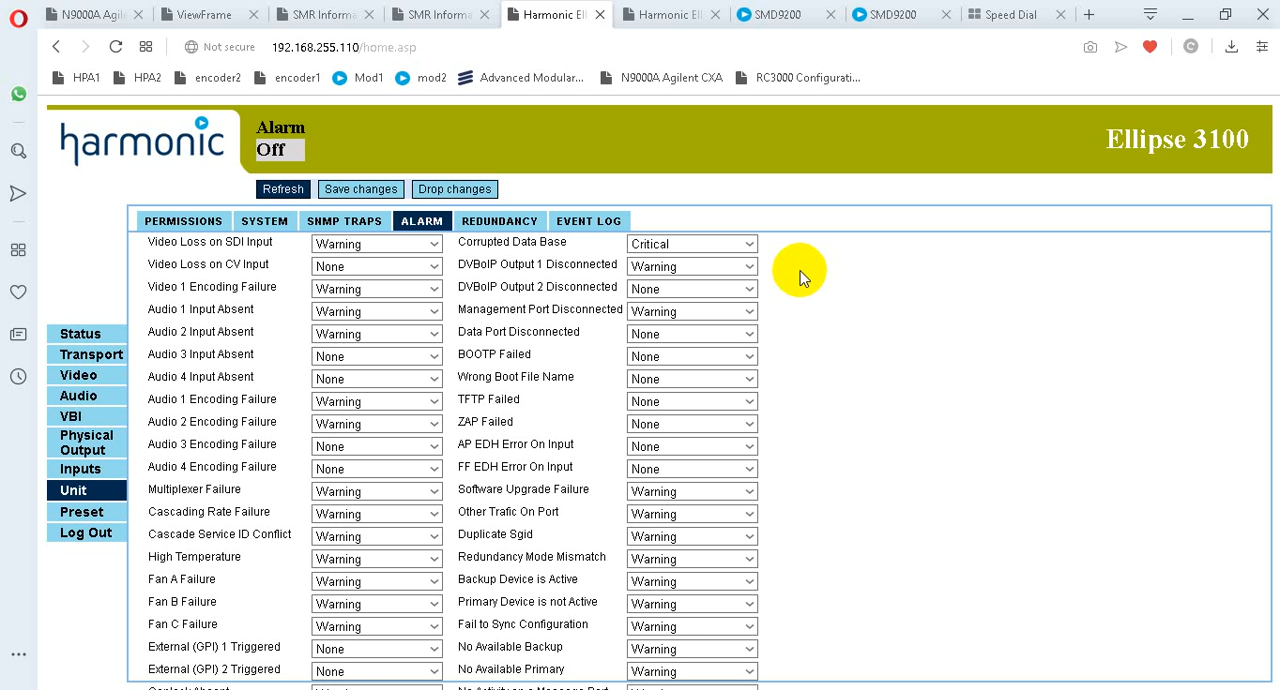 N9000A Agil
ViewFrame
SMR Informa
SMR Informa
Harmonic Ell
Harmonic Ell
SMD9200
SMD9200
Speed Dial
Not secure
192.168.255.110/home.asp
HPA1
HPA2
encoder2
encoder1
Mod1
mod2
Advanced Modular...
N9000A Agilent CXA
RC3000 Configurati...
harmonic
Alarm
Off
Ellipse 3100
Refresh
Save changes
Drop changes
PERMISSIONS
SYSTEM
SNMP TRAPS
ALARM
REDUNDANCY
EVENT LOG
Status
Transport
Video
Audio
VBI
Physical
Output
Inputs
Unit
Preset
Log Out
Video Loss on SDI Input Warning
Video Loss on CV Input None
Video 1 Encoding Failure Warning
Audio 1 Input Absent Warning
Audio 2 Input Absent Warning
Audio 3 Input Absent None
Audio 4 Input Absent None
Audio 1 Encoding Failure Warning
Audio 2 Encoding Failure Warning
Audio 3 Encoding Failure None
Audio 4 Encoding Failure None
Multiplexer Failure Warning
Cascading Rate Failure Warning
Cascade Service ID Conflict Warning
High Temperature Warning
Fan A Failure Warning
Fan B Failure Warning
Fan C Failure Warning
External (GPI) 1 Triggered None
External (GPI) 2 Triggered None
Corrupted Data Base Critical
DVBoIP Output 1 Disconnected Warning
DVBoIP Output 2 Disconnected None
Management Port Disconnected Warning
Data Port Disconnected None
BOOTP Failed None
Wrong Boot File Name None
TFTP Failed None
ZAP Failed None
AP EDH Error On Input None
FF EDH Error On Input None
Software Upgrade Failure Warning
Other Trafic On Port Warning
Duplicate Sgid Warning
Redundancy Mode Mismatch Warning
Backup Device is Active Warning
Primary Device is not Active Warning
Fail to Sync Configuration Warning
No Available Backup Warning
No Available Primary Warning